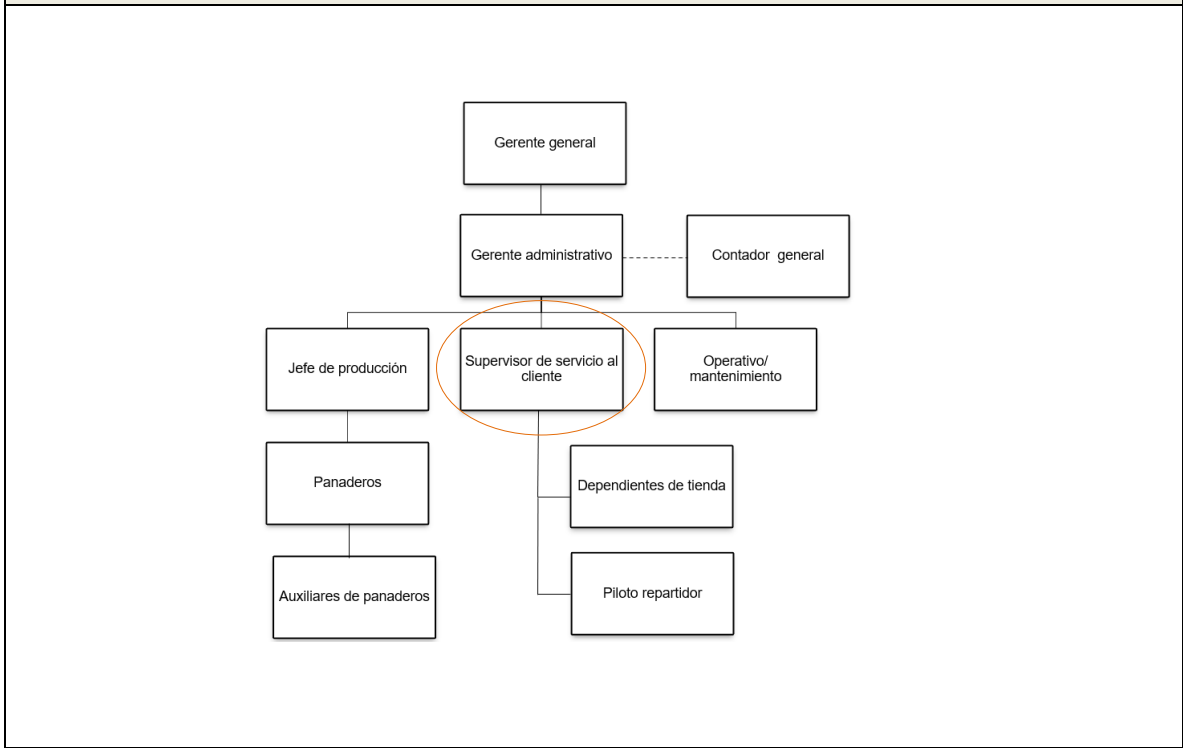 Gerente general
Gerente administrativo
Contador  general
Jefe de producción
Supervisor de servicio al
cliente
Operativo/
mantenimiento
Panaderos
Dependientes de tienda
Auxiliares de panaderos
Piloto repartidor